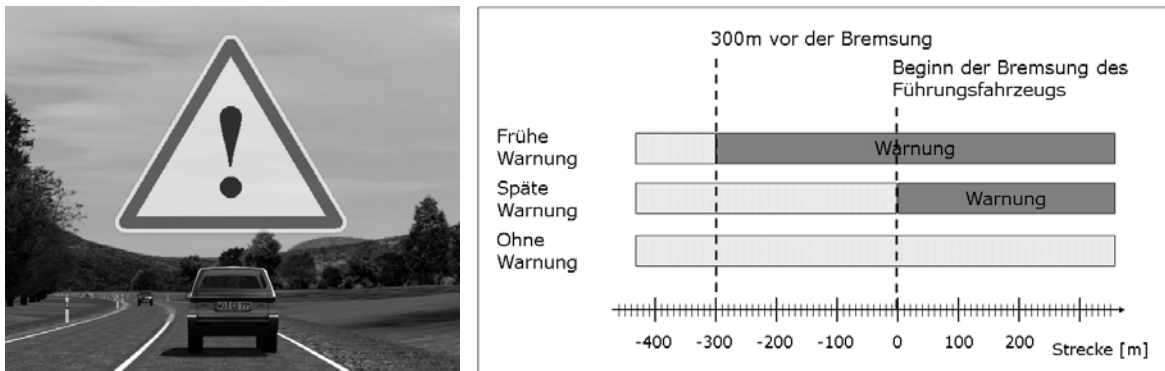 300m vor der Bremsung
Beginn der Bremsung des
Führungsfahrzeugs
Frühe
Warnung
Warnung
Späte
Warnung
Warnung
Ohne
Warnung
-400 -300 -200 -100 0 100 200
Strecke [m]